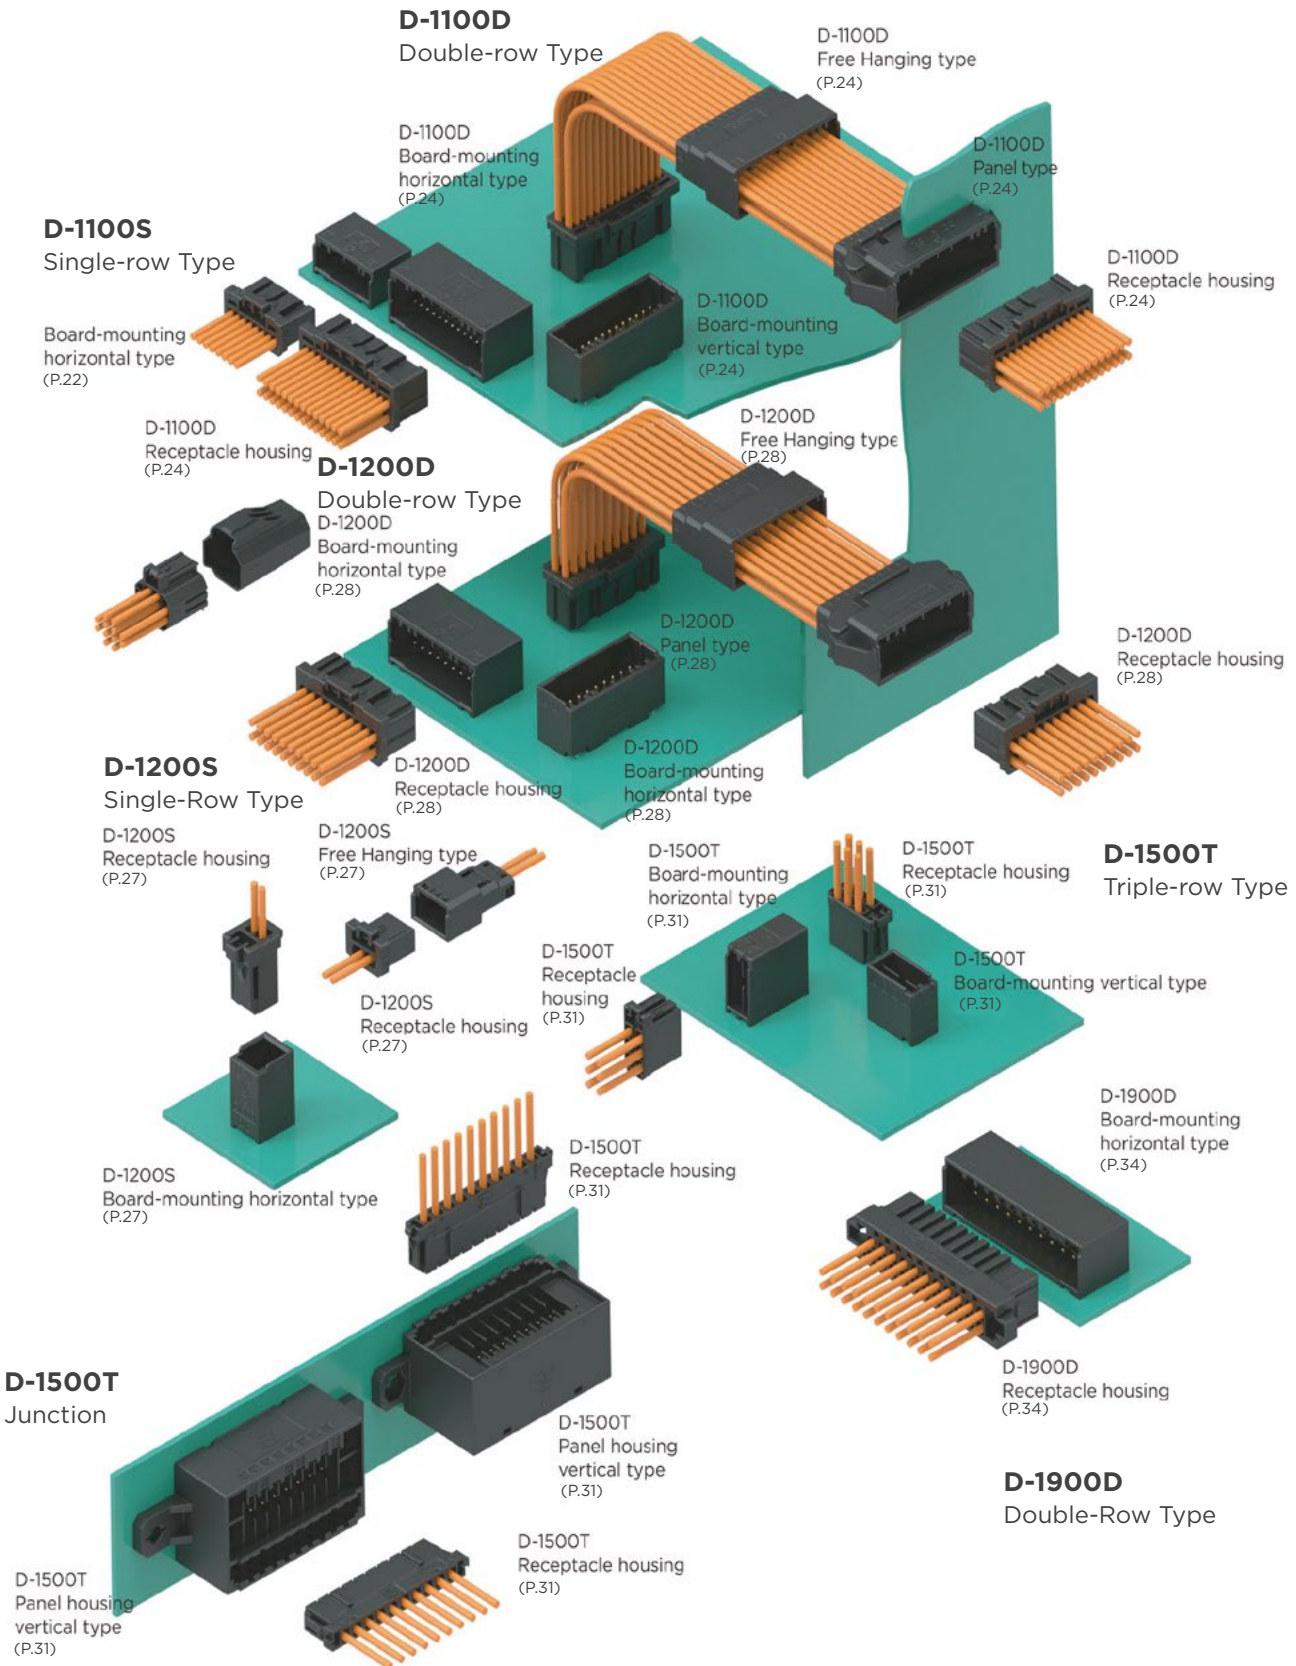 D-1100D
Double-row Type
D-1100D
Free Hanging type
(P.24)
D-1100D
Board-mounting
horizontal type
(P.24)
D-1100D
Panel type
(P.24)
D-1100S
Single-row Type
D-1100D
Receptacle housing
(P.24)
D-1100D
Board-mounting
vertical type
(P.24)
Board-mounting
horizontal type
(P.22)
D-1100D
Receptacle housing
(P.24)
D-1200D
Double-row Type
D-1200D
Free Hanging type
(P.28)
D-1200D
Board-mounting
horizontal type
(P.28)
D-1200D
Panel type
(P.28)
D-1200D
Receptacle housing
(P.28)
D-1200D
Board-mounting
horizontal type
(P.28)
D-1200D
Receptacle housing
(P.28)
D-1200S
Single-Row Type
D-1200S
Receptacle housing
(P.27)
D-1200S
Free Hanging type
(P.27)
D-1200S
Receptacle housing
(P.27)
D-1200S
Board-mounting horizontal type
(P.27)
D-1500T
Board-mounting
horizontal type
(P.31)
D-1500T
Receptacle housing
(P.31)
D-1500T
Triple-row Type
D-1500T
Receptacle
housing
(P.31)
D-1500T
Board-mounting vertical type
(P.31)
D-1500T
Receptacle housing
(P.31)
D-1900D
Board-mounting
horizontal type
(P.34)
D-1900D
Receptacle housing
(P.34)
D-1900D
Double-Row Type
D-1500T
Junction
D-1500T
Panel housing
vertical type
(P.31)
D-1500T
Receptacle housing
(P.31)
D-1500T
Panel housing
vertical type
(P.31)